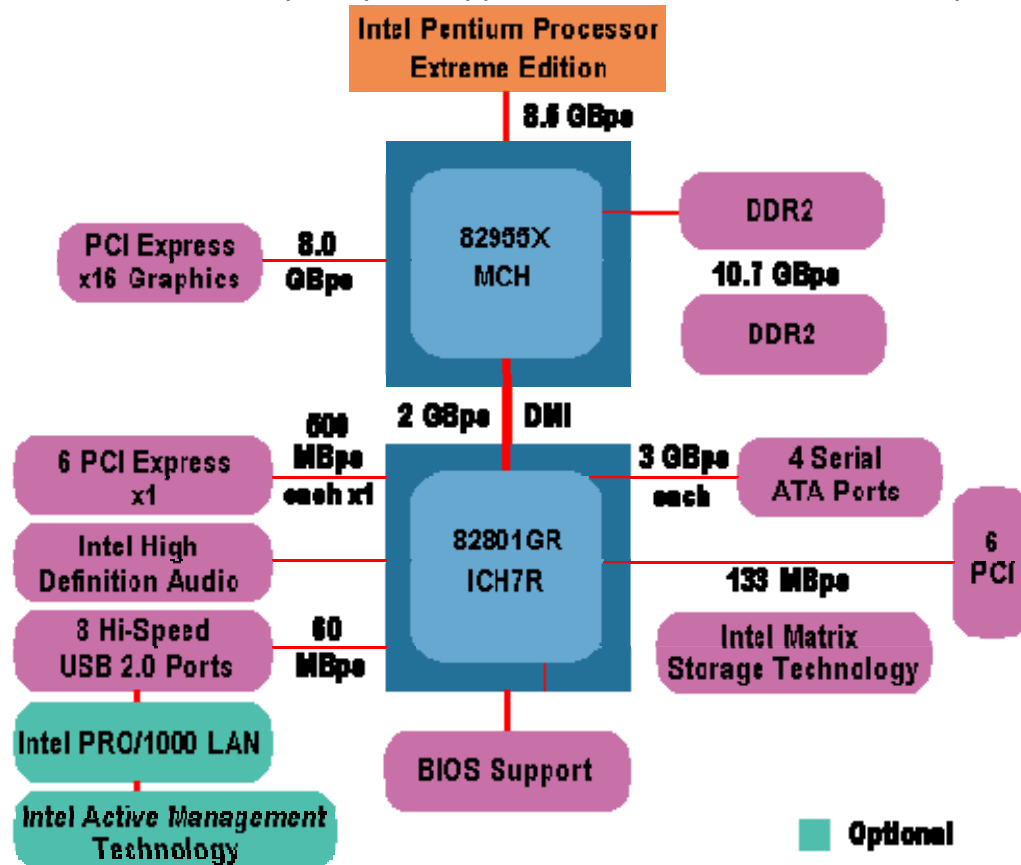 Intel Pentium Processor
Extreme Edition
8.5 GBps
82955X
MCH
DDR2
10.7 GBps
DDR2
PCI Express
x16 Graphics
8.0
GBps
2 GBps DMI
500
MBps
each x1
6 PCI Express
x1
3 GBps
each
4 Serial
ATA Ports
82801GR
ICH7R
Intel High
Definition Audio
133 MBps
6
PCI
8 Hi-Speed
USB 2.0 Ports
60
MBps
Intel Matrix
Storage Technology
Intel PRO/1000 LAN
BIOS Support
Intel Active Management
Technology
Optional